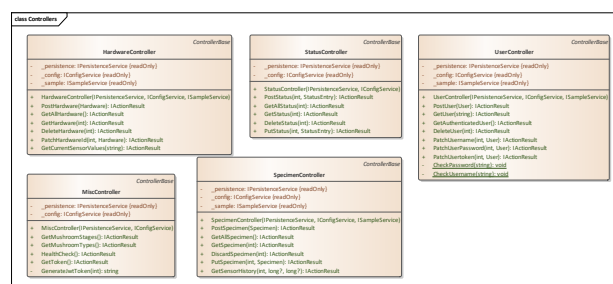 class Controllers
ControllerBase
HardwareController
- _persistence: IPersistenceService {readOnly}
- _config: IConfigService {readOnly}
- _sample: ISampleService {readOnly}
+ HardwareController(IPersistenceService, IConfigService, ISampleService)
+ PostHardware(Hardware): IActionResult
+ GetAllHardware(): IActionResult
+ GetHardware(int): IActionResult
+ DeleteHardware(int): IActionResult
+ PatchHardwareId(int, Hardware): IActionResult
+ GetCurrentSensorValues(string): IActionResult
ControllerBase
StatusController
- _persistence: IPersistenceService {readOnly}
- _config: IConfigService {readOnly}
+ StatusController(IPersistenceService, IConfigService)
+ PostStatus(int, StatusEntry): IActionResult
+ GetAllStatus(int): IActionResult
+ GetStatus(int): IActionResult
+ DeleteStatus(int): IActionResult
+ PutStatus(int, StatusEntry): IActionResult
ControllerBase
UserController
- _persistence: IPersistenceService {readOnly}
- _config: IConfigService {readOnly}
- _sample: ISampleService {readOnly}
+ UserController(IPersistenceService, IConfigService, ISampleService)
+ PostUser(User): IActionResult
+ GetUser(string): IActionResult
+ GetAuthenticatedUser(): IActionResult
+ DeleteUser(int): IActionResult
+ PatchUsername(int, User): IActionResult
+ PatchUserPassword(int, User): IActionResult
+ PatchUsertoken(int, User): IActionResult
- CheckPassword(string): void
- CheckUsername(string): void
ControllerBase
MiscController
- _persistence: IPersistenceService {readOnly}
- _config: IConfigService {readOnly}
+ MiscController(IPersistenceService, IConfigService)
+ GetMushroomStages(): IActionResult
+ GetMushroomTypes(): IActionResult
+ HealthCheck(): IActionResult
+ GetToken(): IActionResult
- GenerateJwtToken(int): string
ControllerBase
SpecimenController
- _persistence: IPersistenceService {readOnly}
- _config: IConfigService {readOnly}
- _sample: ISampleService {readOnly}
+ SpecimenController(IPersistenceService, IConfigService, ISampleService)
+ PostSpecimen(Specimen): IActionResult
+ GetAllSpecimen(): IActionResult
+ GetSpecimen(int): IActionResult
+ DiscardSpecimen(int): IActionResult
+ PutSpecimen(int, Specimen): IActionResult
+ GetSensorHistory(int, long?, long?): IActionResult